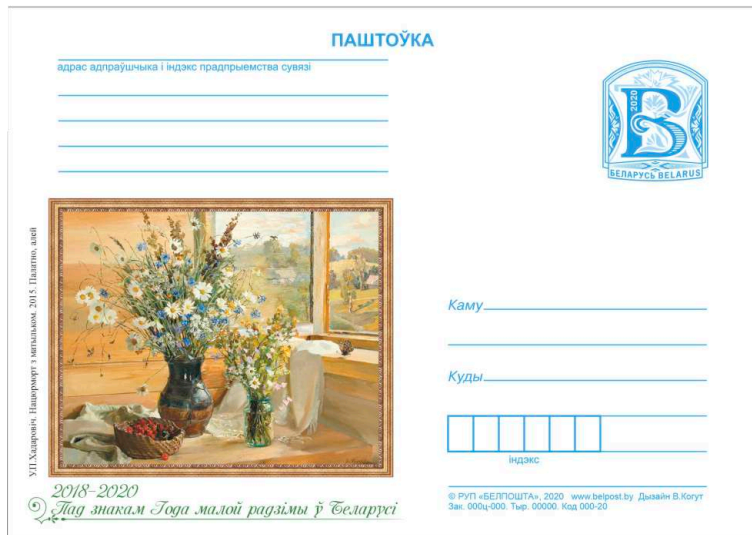 ПАШТОЎКА
адрас адпраўшчыка і індэкс прадпрыемства сувязі
2020
В
БЕЛАРУСЬ BELARUS
У.П.Хадаровіч. Нацюрморт з матыльком. 2015. Палатно, алей
Каму
Куды
індэкс
2018-2020
Пад знакам Года малой радзімы ў Беларусі
© РУП «БЕЛПОШТА», 2020 www.belpost.by Дызайн В.Когут
Зак. 000ц-000. Тыр. 00000. Код 000-20